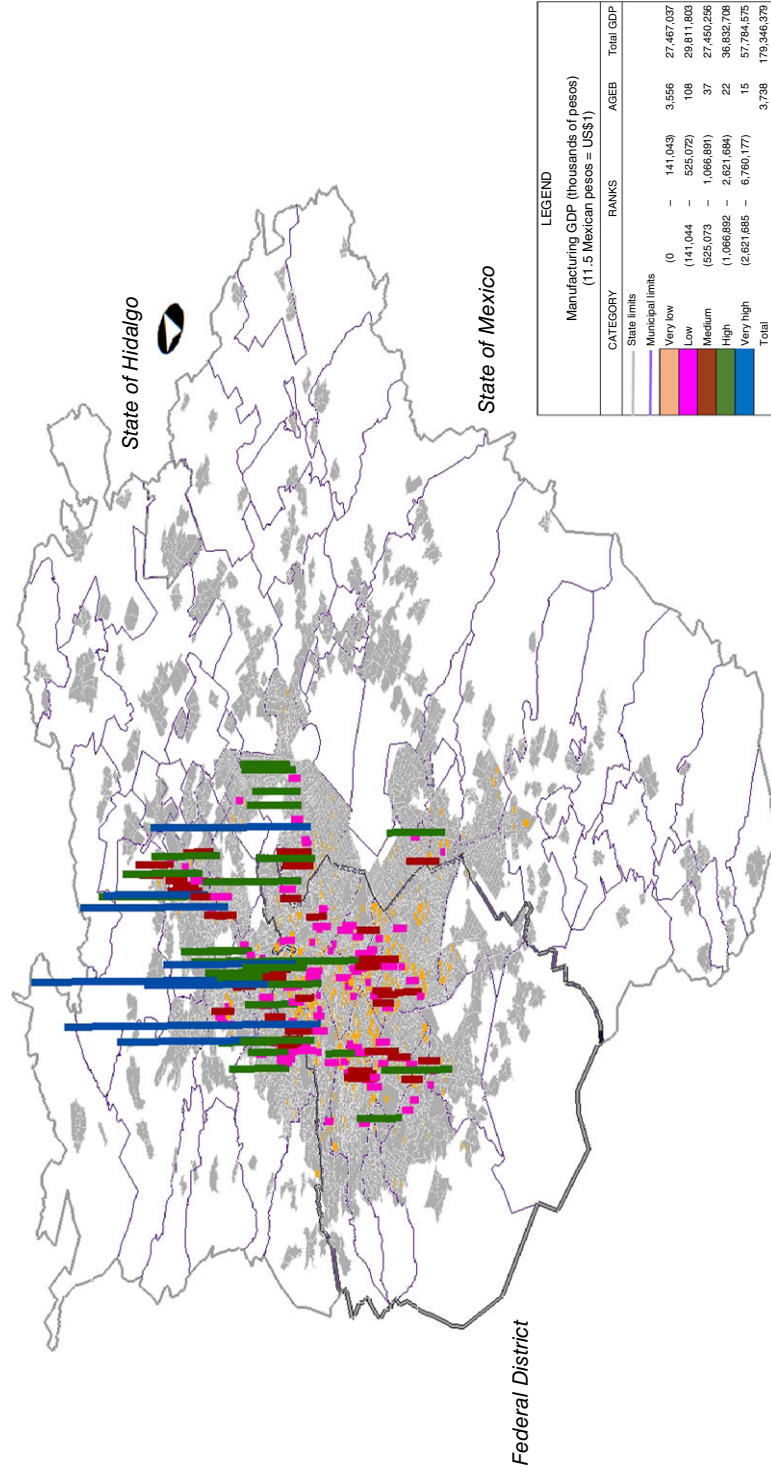 State of Hidalgo
State of Mexico
Federal District
LEGEND
Manufacturing GDP (thousands of pesos)
(11.5 Mexican pesos = US$1)
CATEGORY RANKS AGEB Total GDP
State limits
Municipal limits
Very low (0 – 141,043) 3,556 27,467,037
Low (141,044 – 525,072) 108 29,811,803
Medium (525,073 – 1,066,891) 37 27,450,256
High (1,066,892 – 2,621,684) 22 36,832,708
Very high (2,621,685 – 6,760,177) 15 57,784,575
Total 3,738 179,346,379